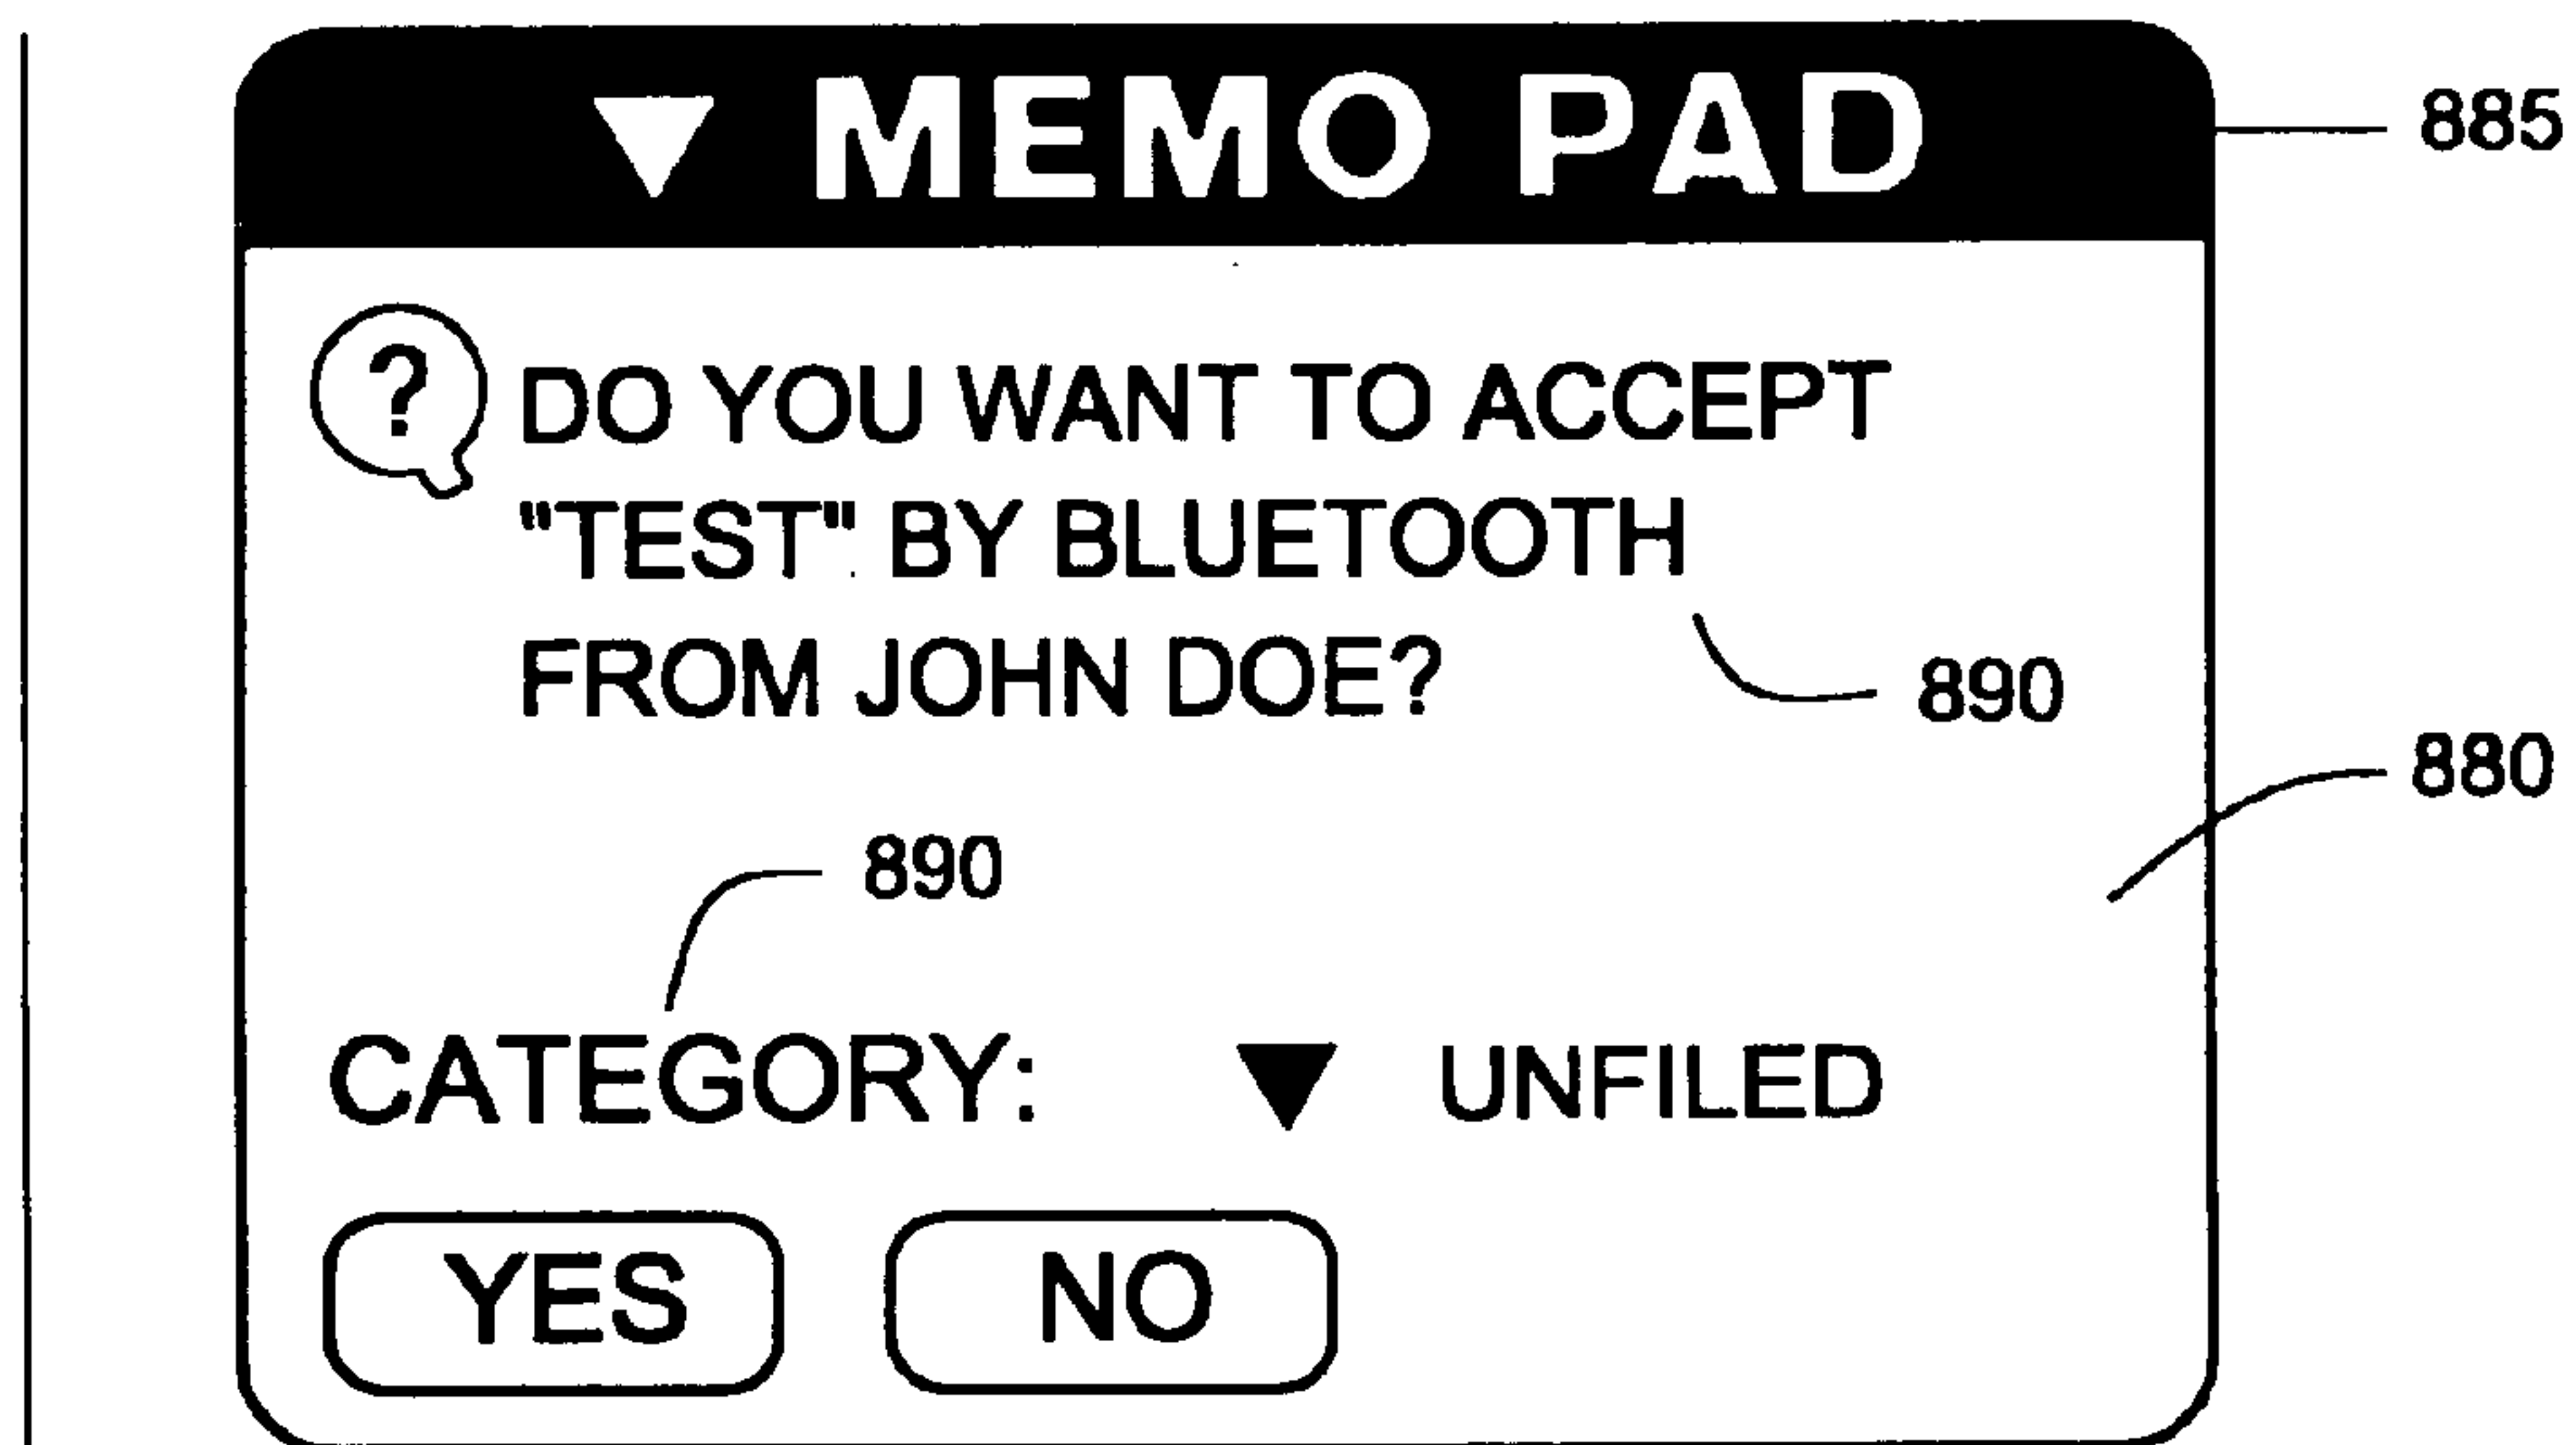 ▼ MEMO PAD
885
? DO YOU WANT TO ACCEPT
"TEST" BY BLUETOOTH
FROM JOHN DOE?
890
880
890
CATEGORY: ▼ UNFILED
YES NO